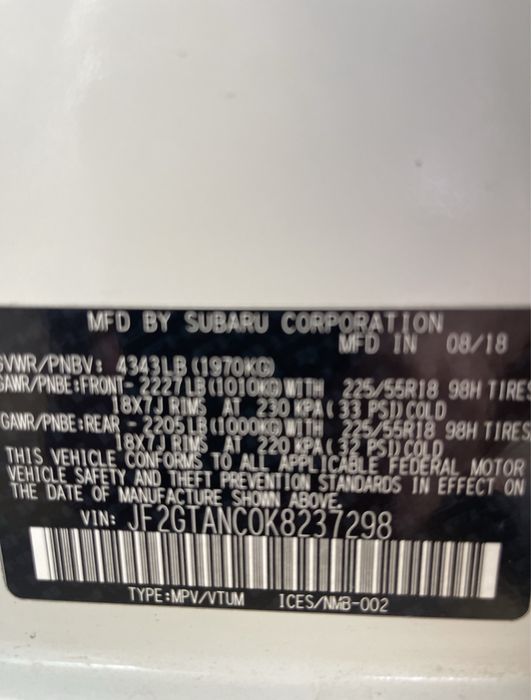 MFD BY SUBARU CORPORATION
MFD IN 08/18
GVWR/PNBV: 4343LB(1970KG)
GAWR/PNBE:FRONT- 2227LB(1010KG)WITH 225/55R18 98H TIRES
18X7J RIMS AT 230 KPA(33 PSI)COLD
GAWR/PNBE:REAR - 2205LB(1000KG)WITH 225/55R18 98H TIRES
18X7J RIMS AT 220 KPA(32 PSI)COLD
THIS VEHICLE CONFORMS TO ALL APPLICABLE FEDERAL MOTOR
VEHICLE SAFETY AND THEFT PREVENTION STANDARDS IN EFFECT ON
THE DATE OF MANUFACTURE SHOWN ABOVE.
VIN: JF2GTANC0K8237298
TYPE:MPV/VTUM ICES/NMB-002